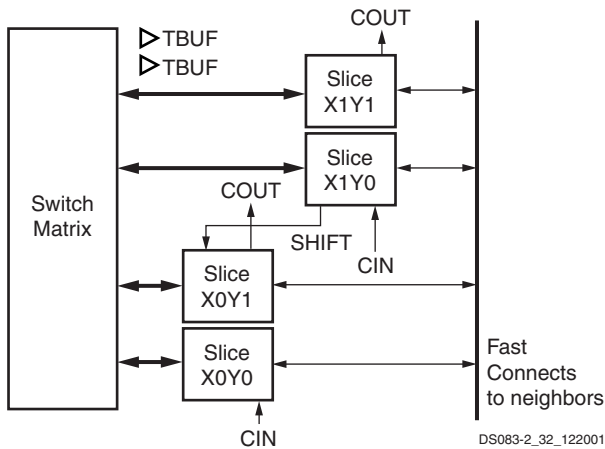 COUT
TBUF
TBUF
Slice
X1Y1
Slice
X1Y0
COUT
Switch
Matrix
SHIFT
CIN
Slice
X0Y1
Slice
X0Y0
Fast
Connects
to neighbors
CIN
DS083-2_32_122001